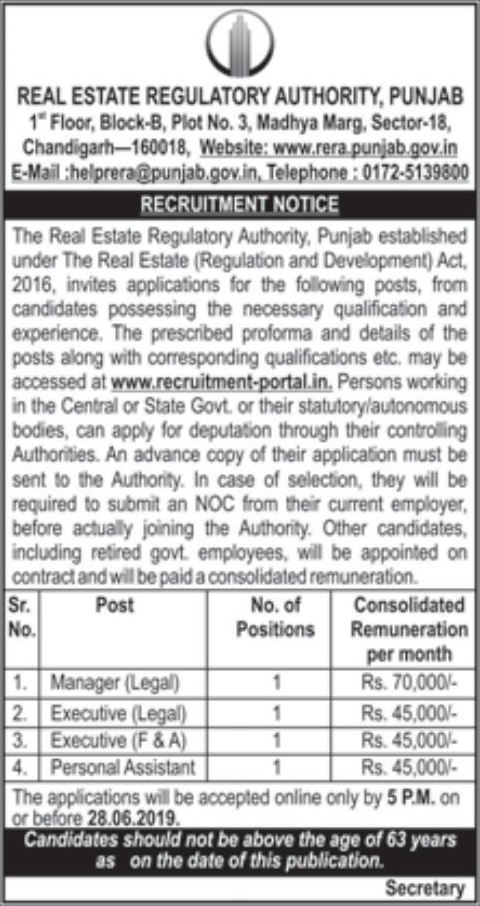 REAL ESTATE REGULATORY AUTHORITY, PUNJAB
1st Floor, Block-B, Plot No. 3, Madhya Marg, Sector-18,
Chandigarh—160018, Website: www.rera.punjab.gov.in
E-Mail :helprera@punjab.gov.in, Telephone : 0172-5139800
RECRUITMENT NOTICE
The Real Estate Regulatory Authority, Punjab established
under The Real Estate (Regulation and Development) Act,
2016, invites applications for the following posts, from
candidates possessing the necessary qualification and
experience. The prescribed proforma and details of the
posts along with corresponding qualifications etc. may be
accessed at www.recruitment-portal.in. Persons working
in the Central or State Govt. or their statutory/autonomous
bodies, can apply for deputation through their controlling
Authorities. An advance copy of their application must be
sent to the Authority. In case of selection, they will be
required to submit an NOC from their current employer,
before actually joining the Authority. Other candidates,
including retired govt. employees, will be appointed on
contract and will be paid a consolidated remuneration.
Sr. No. Post No. of Positions Consolidated Remuneration per month
1. Manager (Legal) 1 Rs. 70,000/-
2. Executive (Legal) 1 Rs. 45,000/-
3. Executive (F & A) 1 Rs. 45,000/-
4. Personal Assistant 1 Rs. 45,000/-
The applications will be accepted online only by 5 P.M. on
or before 28.06.2019.
Candidates should not be above the age of 63 years
as on the date of this publication.
Secretary